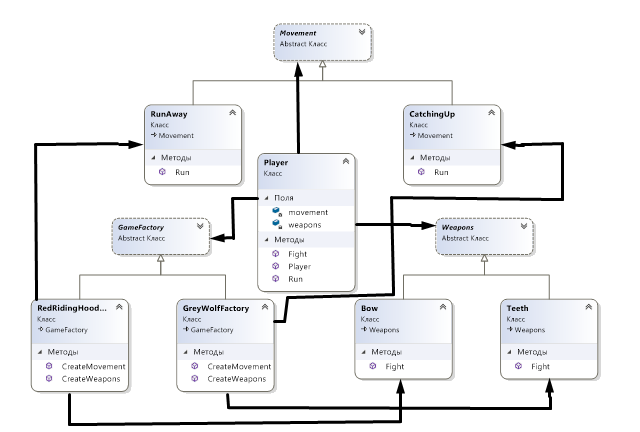 Movement
Abstract Класс
RunAway
Класс
Movement
Методы
Run
CatchingUp
Класс
Movement
Методы
Run
Player
Класс
Поля
movement
weapons
Методы
Fight
Player
Run
GameFactory
Abstract Класс
Weapons
Abstract Класс
RedRidingHood...
Класс
GameFactory
Методы
CreateMovement
CreateWeapons
GreyWolfFactory
Класс
GameFactory
Методы
CreateMovement
CreateWeapons
Bow
Класс
Weapons
Методы
Fight
Teeth
Класс
Weapons
Методы
Fight